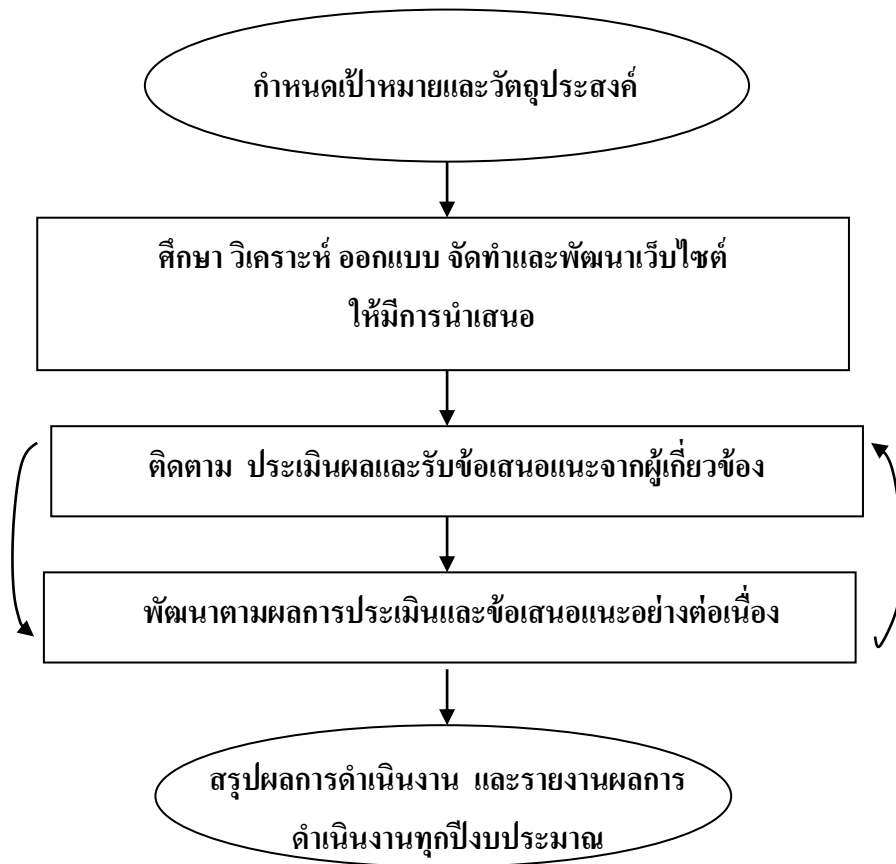 กำหนดเป้าหมายและวัตถุประสงค์
ศึกษา วิเคราะห์ ออกแบบ จัดทำและพัฒนาเว็บไซต์
ให้มีการนำเสนอ
ติดตาม ประเมินผลและรับข้อเสนอแนะจากผู้เกี่ยวข้อง
พัฒนาตามผลการประเมินและข้อเสนอแนะอย่างต่อเนื่อง
สรุปผลการดำเนินงาน และรายงานผลการ
ดำเนินงานทุกปีงบประมาณ